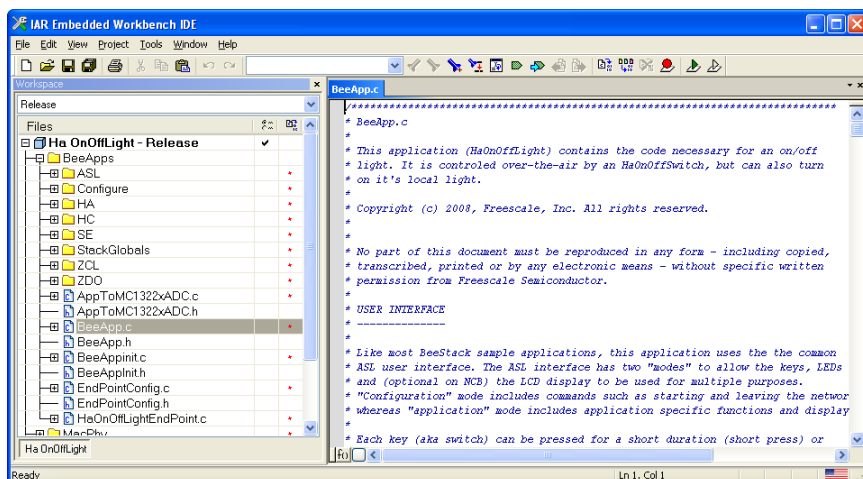 IAR Embedded Workbench IDE
File Edit View Project Tools Window Help
Workspace
Release
Files
Ha OnOffLight - Release
BeeApps
ASL
Configure
HA
HC
SE
StackGlobals
ZCL
ZDO
AppToMC1322xADC.c
AppToMC1322xADC.h
BeeApp.c
BeeApp.h
BeeAppInit.c
BeeAppInit.h
EndPointConfig.c
EndPointConfig.h
HaOnOffLightEndPoint.c
MacPhy
Ha OnOffLight
BeeApp.c
/*****************************************************************************
* BeeApp.c
*
* This application (HaOnOffLight) contains the code necessary for an on/off
* light. It is controled over-the-air by an HaOnOffSwitch, but can also turn
* on it's local light.
*
* Copyright (c) 2008, Freescale, Inc. All rights reserved.
*
*
* No part of this document must be reproduced in any form - including copied,
* transcribed, printed or by any electronic means - without specific written
* permission from Freescale Semiconductor.
*
* USER INTERFACE
* --------------
*
* Like most BeeStack sample applications, this application uses the the common
* ASL user interface. The ASL interface has two "modes" to allow the keys, LEDs
* and (optional on NCB) the LCD display to be used for multiple purposes.
* "Configuration" mode includes commands such as starting and leaving the networ
* whereas "application" mode includes application specific functions and display
*
* Each key (aka switch) can be pressed for a short duration (short press) or
f()
Ready
Ln 1, Col 1